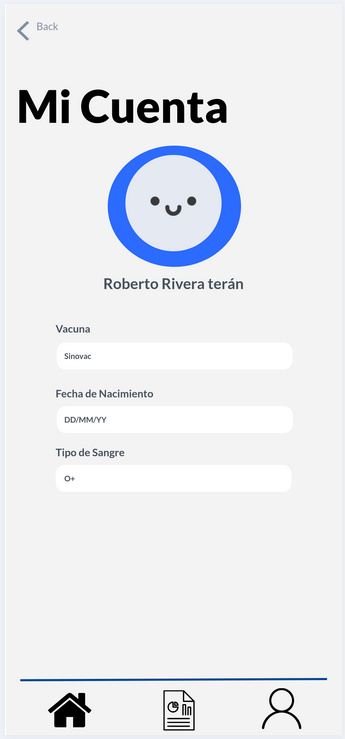 Back
Mi Cuenta
Roberto Rivera terán
Vacuna
Sinovac
Fecha de Nacimiento
DD/MM/YY
Tipo de Sangre
O+